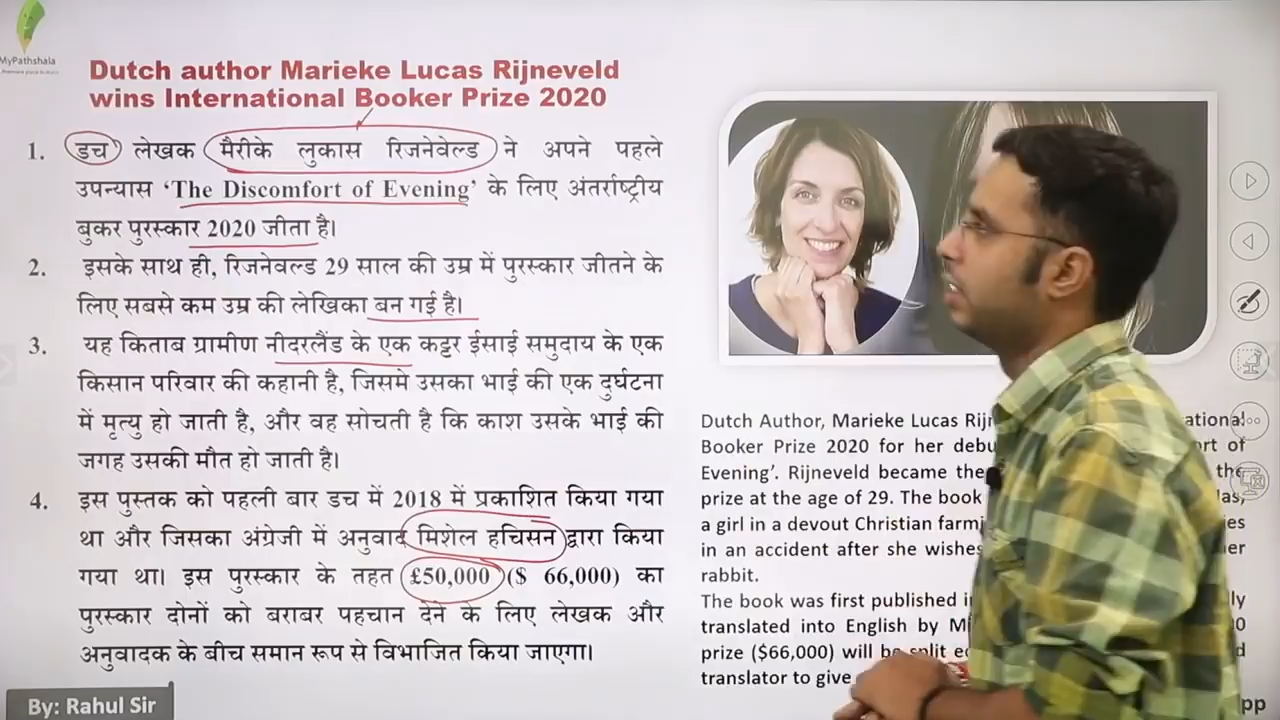 MyPathshala
Dutch author Marieke Lucas Rijneveld
wins International Booker Prize 2020
1. डच लेखक मैरीके लुकास रिजनेवेल्ड ने अपने पहले
उपन्यास ‘The Discomfort of Evening’ के लिए अंतर्राष्ट्रीय
बुकर पुरस्कार 2020 जीता है।
2. इसके साथ ही, रिजनेवल्ड 29 साल की उम्र में पुरस्कार जीतने के
लिए सबसे कम उम्र की लेखिका बन गई है।
3. यह किताब ग्रामीण नीदरलैंड के एक कट्टर ईसाई समुदाय के एक
किसान परिवार की कहानी है, जिसमे उसका भाई की एक दुर्घटना
में मृत्यु हो जाती है, और वह सोचती है कि काश उसके भाई की
जगह उसकी मौत हो जाती है।
4. इस पुस्तक को पहली बार डच में 2018 में प्रकाशित किया गया
था और जिसका अंग्रेजी में अनुवाद मिशेल हचिसन द्वारा किया
गया था। इस पुरस्कार के तहत £50,000 ($ 66,000) का
पुरस्कार दोनों को बराबर पहचान देने के लिए लेखक और
अनुवादक के बीच समान रूप से विभाजित किया जाएगा।
Dutch Author, Marieke Lucas
Booker Prize 2020 for her of
Evening’. Rijneveld became the the
prize at the age of 29. The book
a girl in a devout Christian
in an accident after she wishes
rabbit.
The book was first published
translated into English by
prize ($66,000) will be split
translator to give
By: Rahul Sir